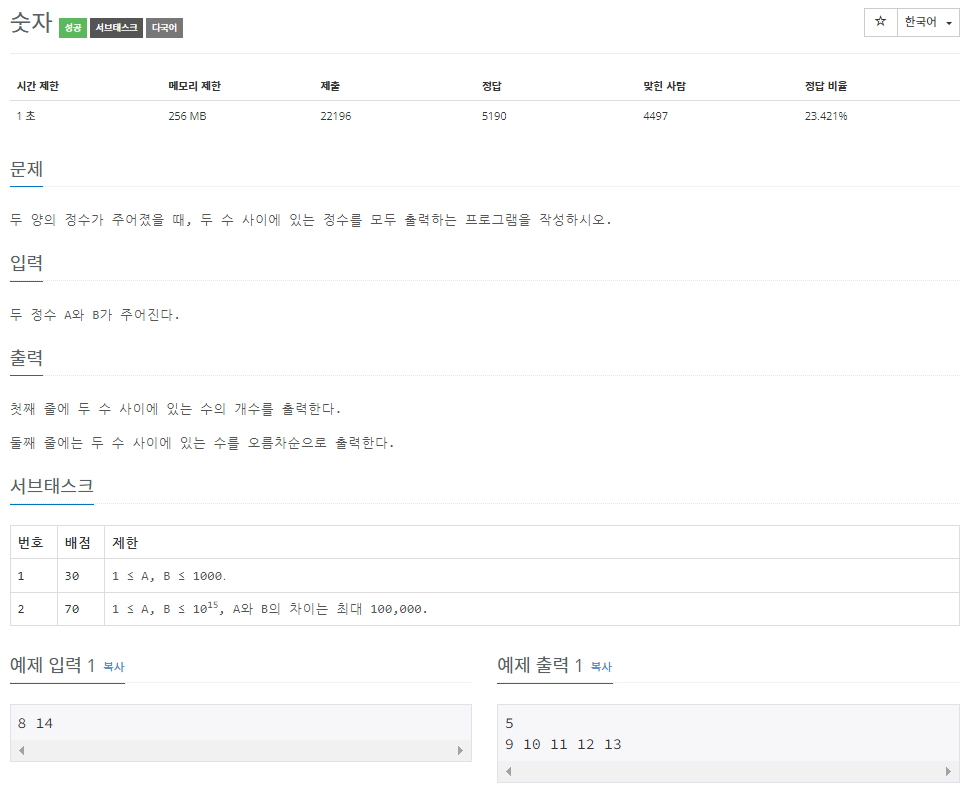 숫자 성공 서브태스크 다국어 ☆ 한국어
시간 제한 메모리 제한 제출 정답 맞힌 사람 정답 비율
1 초 256 MB 22196 5190 4497 23.421%
문제
두 양의 정수가 주어졌을 때, 두 수 사이에 있는 정수를 모두 출력하는 프로그램을 작성하시오.
입력
두 정수 A와 B가 주어진다.
출력
첫째 줄에 두 수 사이에 있는 수의 개수를 출력한다.
둘째 줄에는 두 수 사이에 있는 수를 오름차순으로 출력한다.
서브태스크
번호 배점 제한
1 30 1 ≤ A, B ≤ 1000.
2 70 1 ≤ A, B ≤ 10¹⁵, A와 B의 차이는 최대 100,000.
예제 입력 1 복사
8 14
예제 출력 1 복사
5
9 10 11 12 13